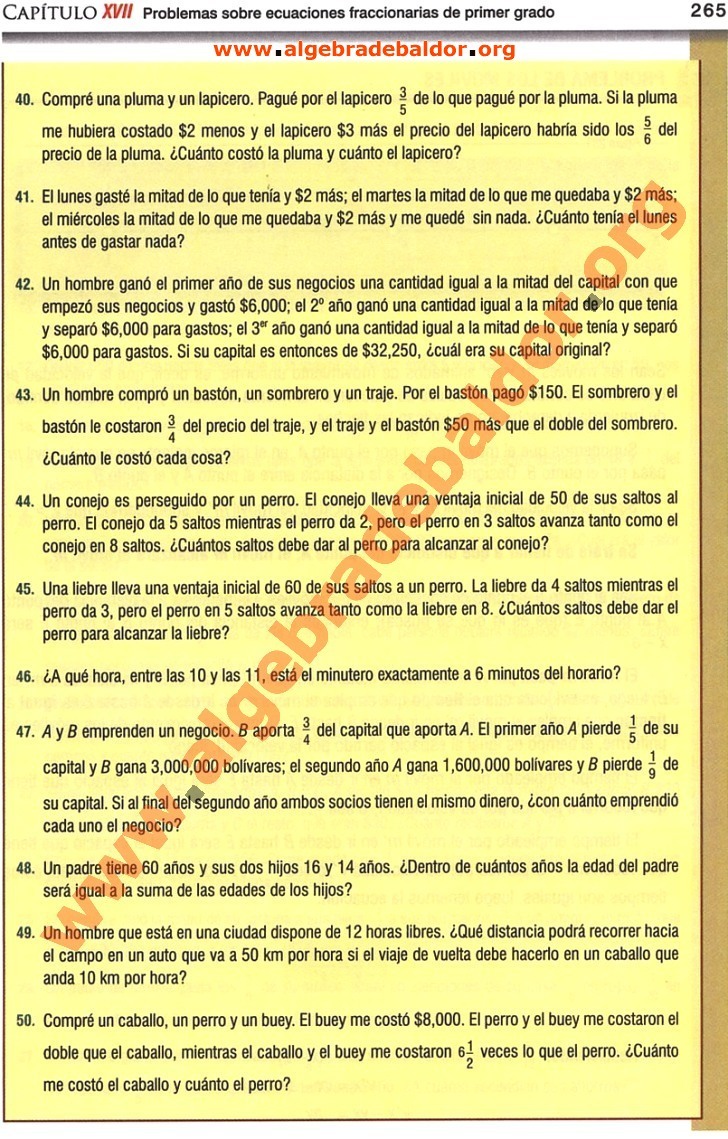 CAPÍTULO XVII Problemas sobre ecuaciones fraccionarias de primer grado 265
www.algebradebaldor.org
40. Compré una pluma y un lapicero. Pagué por el lapicero 3/5 de lo que pagué por la pluma. Si la pluma
me hubiera costado $2 menos y el lapicero $3 más el precio del lapicero habría sido los 5/6 del
precio de la pluma. ¿Cuánto costó la pluma y cuánto el lapicero?
41. El lunes gasté la mitad de lo que tenía y $2 más; el martes la mitad de lo que me quedaba y $2 más;
el miércoles la mitad de lo que me quedaba y $2 más y me quedé sin nada. ¿Cuánto tenía el lunes
antes de gastar nada?
42. Un hombre ganó el primer año de sus negocios una cantidad igual a la mitad del capital con que
empezó sus negocios y gastó $6,000; el 2º año ganó una cantidad igual a la mitad de lo que tenía
y separó $6,000 para gastos; el 3er año ganó una cantidad igual a la mitad de lo que tenía y separó
$6,000 para gastos. Si su capital es entonces de $32,250, ¿cuál era su capital original?
43. Un hombre compró un bastón, un sombrero y un traje. Por el bastón pagó $150. El sombrero y el
bastón le costaron 3/4 del precio del traje, y el traje y el bastón $50 más que el doble del sombrero.
¿Cuánto le costó cada cosa?
44. Un conejo es perseguido por un perro. El conejo lleva una ventaja inicial de 50 de sus saltos al
perro. El conejo da 5 saltos mientras el perro da 2, pero el perro en 3 saltos avanza tanto como el
conejo en 8 saltos. ¿Cuántos saltos debe dar al perro para alcanzar al conejo?
45. Una liebre lleva una ventaja inicial de 60 de sus saltos a un perro. La liebre da 4 saltos mientras el
perro da 3, pero el perro en 5 saltos avanza tanto como la liebre en 8. ¿Cuántos saltos debe dar el
perro para alcanzar la liebre?
46. ¿A qué hora, entre las 10 y las 11, está el minutero exactamente a 6 minutos del horario?
47. A y B emprenden un negocio. B aporta 3/4 del capital que aporta A. El primer año A pierde 1/5 de su
capital y B gana 3,000,000 bolívares; el segundo año A gana 1,600,000 bolívares y B pierde 1/9 de
su capital. Si al final del segundo año ambos socios tienen el mismo dinero, ¿con cuánto emprendió
cada uno el negocio?
48. Un padre tiene 60 años y sus dos hijos 16 y 14 años. ¿Dentro de cuántos años la edad del padre
será igual a la suma de las edades de los hijos?
49. Un hombre que está en una ciudad dispone de 12 horas libres. ¿Qué distancia podrá recorrer hacia
el campo en un auto que va a 50 km por hora si el viaje de vuelta debe hacerlo en un caballo que
anda 10 km por hora?
50. Compré un caballo, un perro y un buey. El buey me costó $8,000. El perro y el buey me costaron el
doble que el caballo, mientras el caballo y el buey me costaron 6 1/2 veces lo que el perro. ¿Cuánto
me costó el caballo y cuánto el perro?
www.algebradebaldor.org